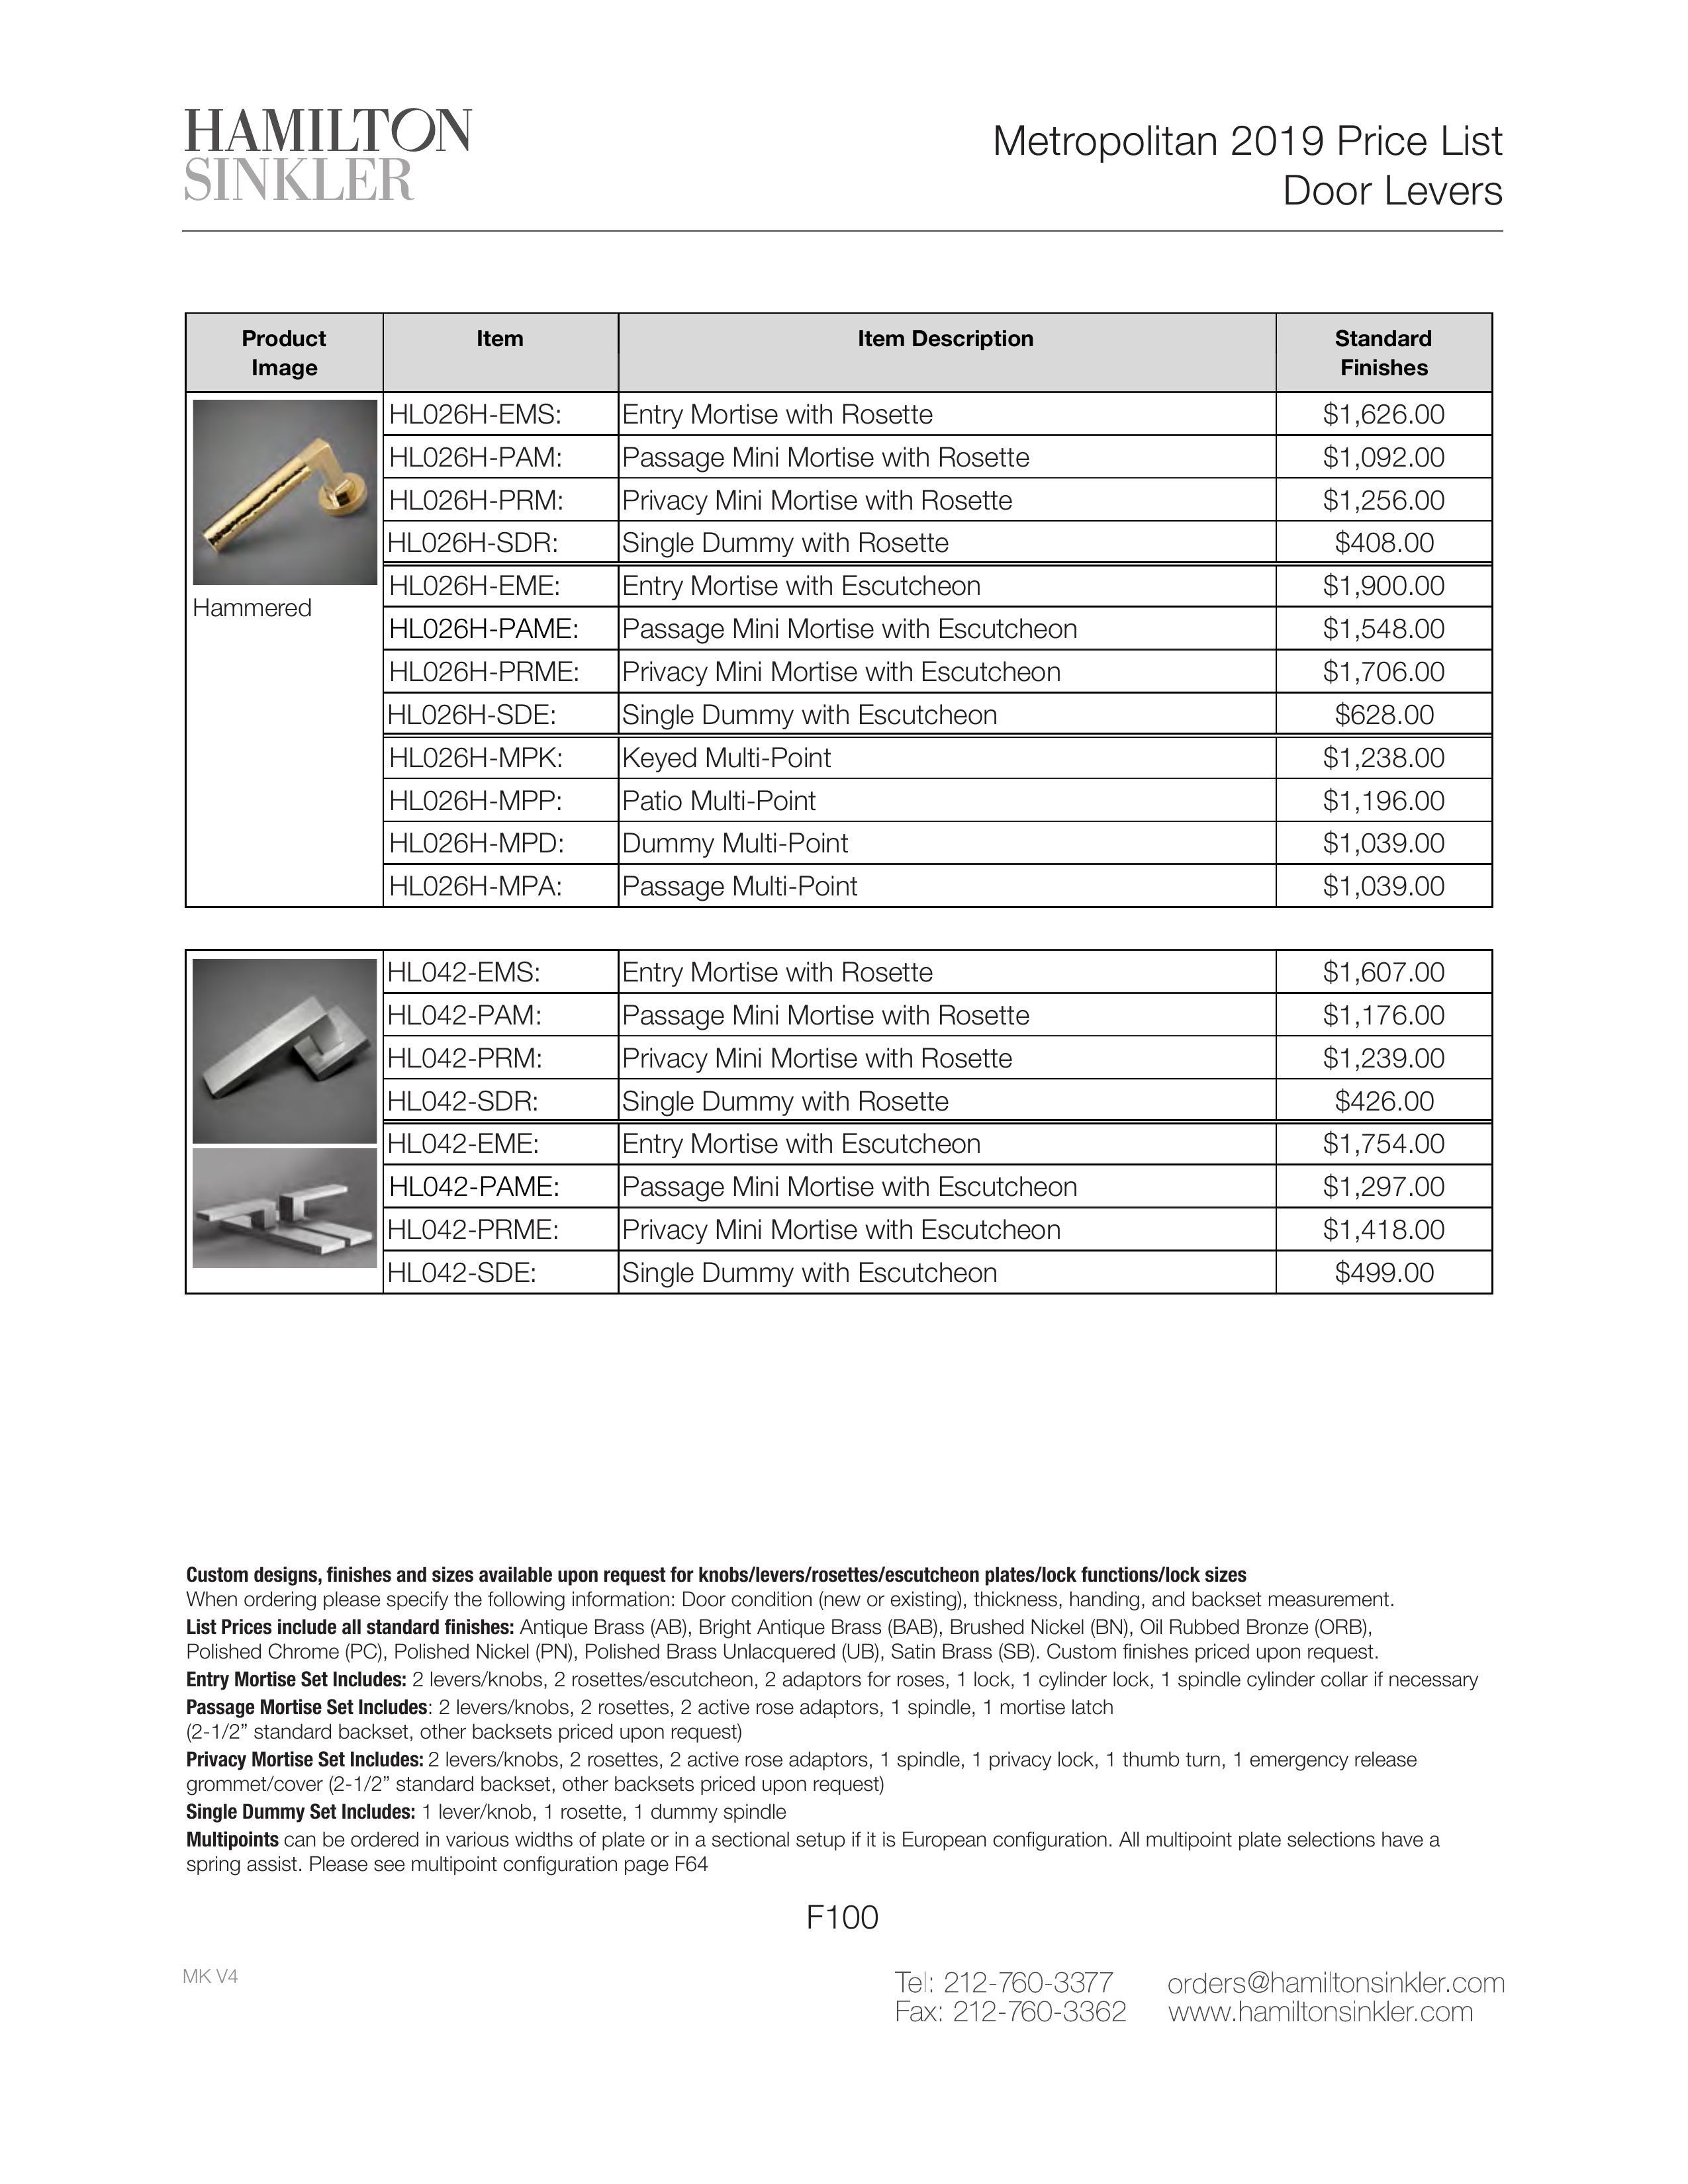 HAMILTON
SINKLER
Metropolitan 2019 Price List
Door Levers
Product Image Item Item Description Standard Finishes
HL026H-EMS: Entry Mortise with Rosette $1,626.00
HL026H-PAM: Passage Mini Mortise with Rosette $1,092.00
HL026H-PRM: Privacy Mini Mortise with Rosette $1,256.00
HL026H-SDR: Single Dummy with Rosette $408.00
HL026H-EME: Entry Mortise with Escutcheon $1,900.00
Hammered
HL026H-PAME: Passage Mini Mortise with Escutcheon $1,548.00
HL026H-PRME: Privacy Mini Mortise with Escutcheon $1,706.00
HL026H-SDE: Single Dummy with Escutcheon $628.00
HL026H-MPK: Keyed Multi-Point $1,238.00
HL026H-MPP: Patio Multi-Point $1,196.00
HL026H-MPD: Dummy Multi-Point $1,039.00
HL026H-MPA: Passage Multi-Point $1,039.00
HL042-EMS: Entry Mortise with Rosette $1,607.00
HL042-PAM: Passage Mini Mortise with Rosette $1,176.00
HL042-PRM: Privacy Mini Mortise with Rosette $1,239.00
HL042-SDR: Single Dummy with Rosette $426.00
HL042-EME: Entry Mortise with Escutcheon $1,754.00
HL042-PAME: Passage Mini Mortise with Escutcheon $1,297.00
HL042-PRME: Privacy Mini Mortise with Escutcheon $1,418.00
HL042-SDE: Single Dummy with Escutcheon $499.00
Custom designs, finishes and sizes available upon request for knobs/levers/rosettes/escutcheon plates/lock functions/lock sizes
When ordering please specify the following information: Door condition (new or existing), thickness, handing, and backset measurement.
List Prices include all standard finishes: Antique Brass (AB), Bright Antique Brass (BAB), Brushed Nickel (BN), Oil Rubbed Bronze (ORB),
Polished Chrome (PC), Polished Nickel (PN), Polished Brass Unlacquered (UB), Satin Brass (SB). Custom finishes priced upon request.
Entry Mortise Set Includes: 2 levers/knobs, 2 rosettes/escutcheon, 2 adaptors for roses, 1 lock, 1 cylinder lock, 1 spindle cylinder collar if necessary
Passage Mortise Set Includes: 2 levers/knobs, 2 rosettes, 2 active rose adaptors, 1 spindle, 1 mortise latch
(2-1/2” standard backset, other backsets priced upon request)
Privacy Mortise Set Includes: 2 levers/knobs, 2 rosettes, 2 active rose adaptors, 1 spindle, 1 privacy lock, 1 thumb turn, 1 emergency release
grommet/cover (2-1/2” standard backset, other backsets priced upon request)
Single Dummy Set Includes: 1 lever/knob, 1 rosette, 1 dummy spindle
Multipoints can be ordered in various widths of plate or in a sectional setup if it is European configuration. All multipoint plate selections have a
spring assist. Please see multipoint configuration page F64
F100
MK V4
Tel: 212-760-3377 orders@hamiltonsinkler.com
Fax: 212-760-3362 www.hamiltonsinkler.com